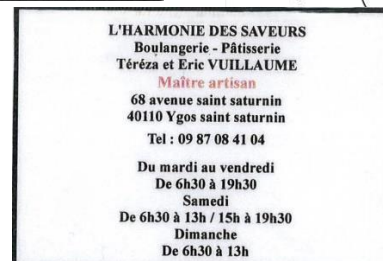 L'HARMONIE DES SAVEURS
Boulangerie - Pâtisserie
Téréza et Eric VUILLAUME
Maître artisan
68 avenue saint saturnin
40110 Ygos saint saturnin
Tel : 09 87 08 41 04
Du mardi au vendredi
De 6h30 à 19h30
Samedi
De 6h30 à 13h / 15h à 19h30
Dimanche
De 6h30 à 13h